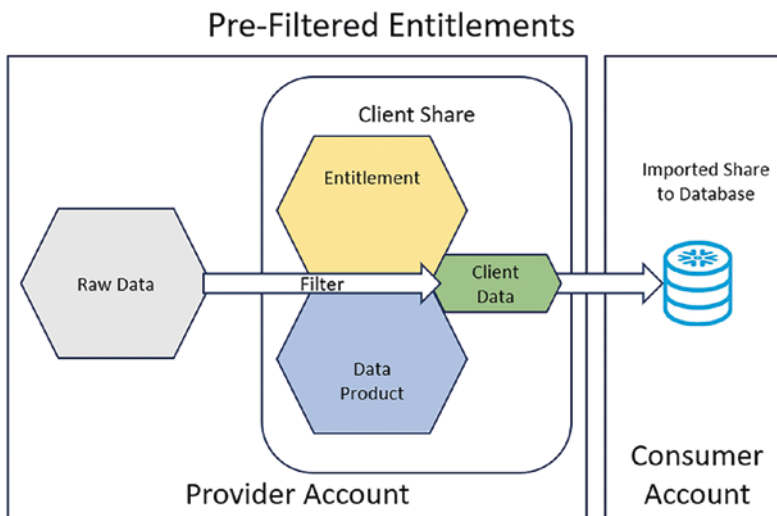 Pre-Filtered Entitlements
Client Share
Entitlement
Imported Share
to Database
Raw Data
Filter
Client
Data
Data
Product
Provider Account
Consumer
Account